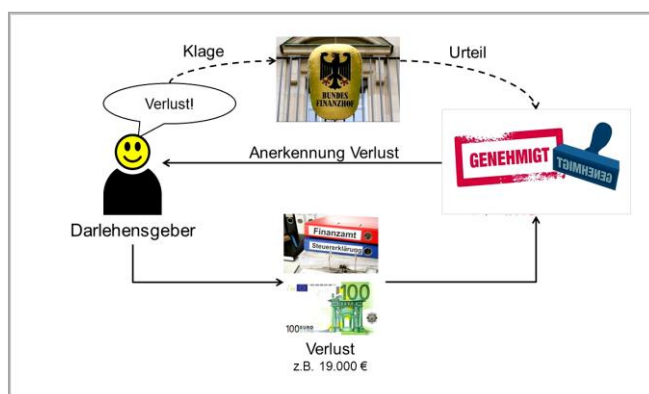 Klage
BUNDES
FINANZHOF
Urteil
Verlust!
Anerkennung Verlust
GENEHMIGT
GENEHMIGT
Darlehensgeber
Finanzamt
Steuererklärung
100
100 EURO
Verlust
z.B. 19.000 €